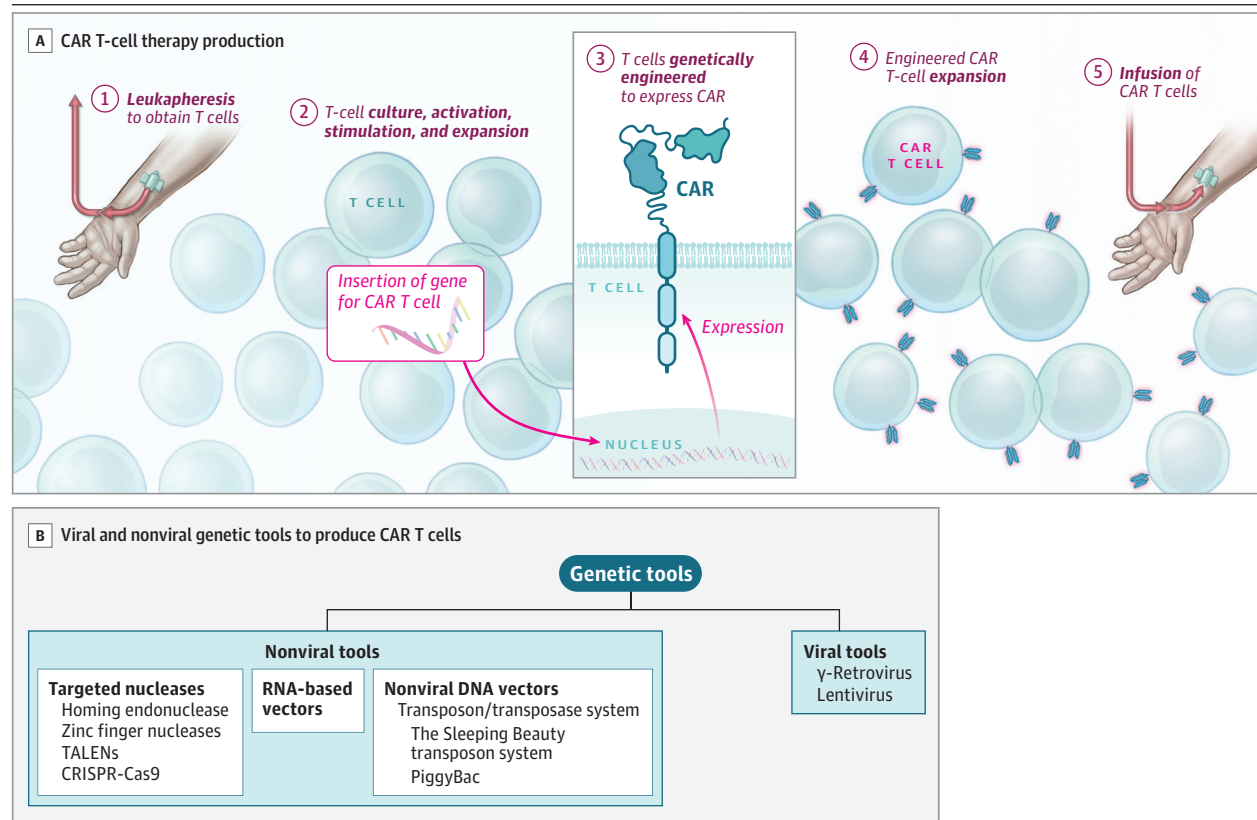 A CAR T-cell therapy production
1 Leukapheresis
to obtain T cells
2 T-cell culture, activation,
stimulation, and expansion
T CELL
Insertion of gene
for CAR T cell
3 T cells genetically
engineered
to express CAR
CAR
T CELL
Expression
NUCLEUS
4 Engineered CAR
T-cell expansion
CAR
T CELL
5 Infusion of
CAR T cells
B Viral and nonviral genetic tools to produce CAR T cells
Genetic tools
Nonviral tools
Targeted nucleases
Homing endonuclease
Zinc finger nucleases
TALENs
CRISPR-Cas9
RNA-based
vectors
Nonviral DNA vectors
Transposon/transposase system
The Sleeping Beauty
transposon system
PiggyBac
Viral tools
γ-Retrovirus
Lentivirus